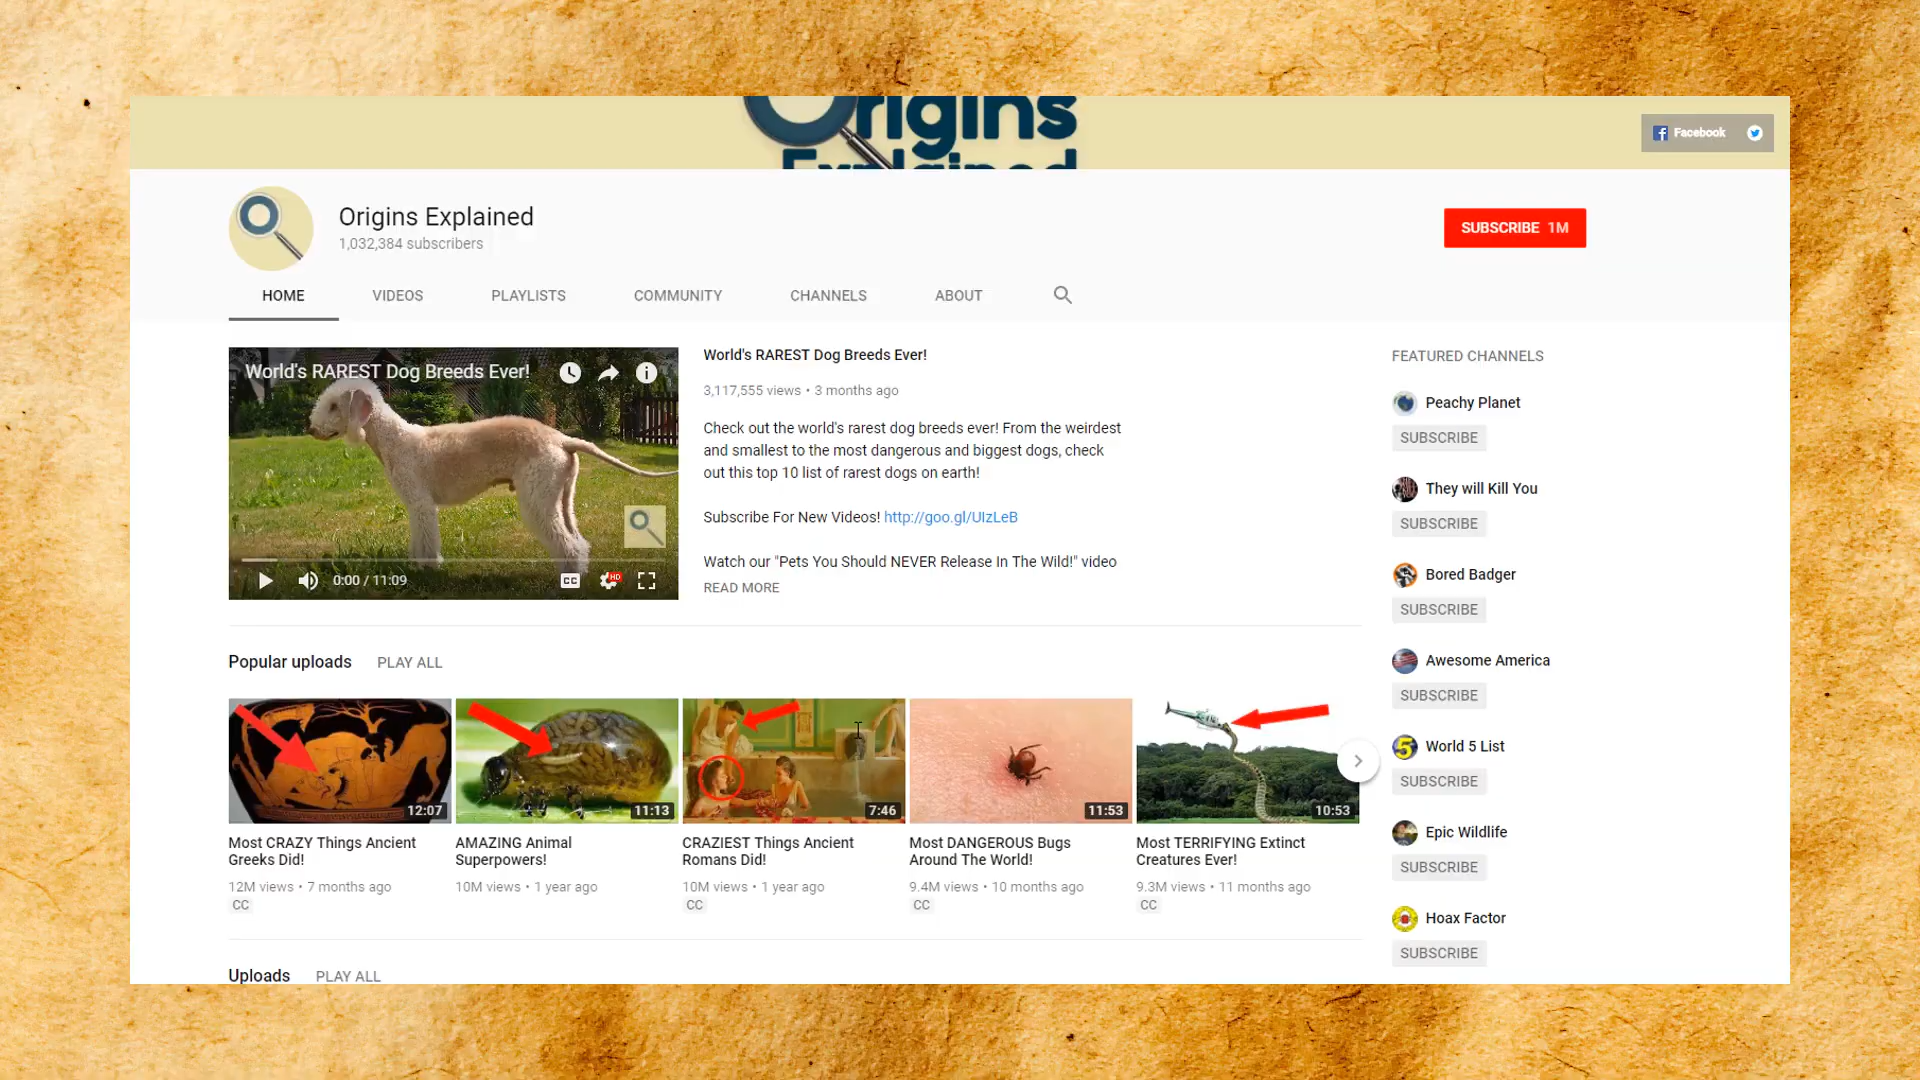 Origins
Explained
Facebook
Origins Explained
1,032,384 subscribers
SUBSCRIBE 1M
HOME VIDEOS PLAYLISTS COMMUNITY CHANNELS ABOUT
World's RAREST Dog Breeds Ever!
0:00 / 11:09
CC
HD
World's RAREST Dog Breeds Ever!
3,117,555 views • 3 months ago
Check out the world's rarest dog breeds ever! From the weirdest
and smallest to the most dangerous and biggest dogs, check
out this top 10 list of rarest dogs on earth!
Subscribe For New Videos! http://goo.gl/UIzLeB
Watch our "Pets You Should NEVER Release In The Wild!" video
READ MORE
Popular uploads PLAY ALL
12:07
Most CRAZY Things Ancient
Greeks Did!
12M views • 7 months ago
CC
11:13
AMAZING Animal
Superpowers!
10M views • 1 year ago
7:46
CRAZIEST Things Ancient
Romans Did!
10M views • 1 year ago
CC
11:53
Most DANGEROUS Bugs
Around The World!
9.4M views • 10 months ago
CC
10:53
Most TERRIFYING Extinct
Creatures Ever!
9.3M views • 11 months ago
CC
Uploads PLAY ALL
FEATURED CHANNELS
Peachy Planet
SUBSCRIBE
They will Kill You
SUBSCRIBE
Bored Badger
SUBSCRIBE
Awesome America
SUBSCRIBE
5
World 5 List
SUBSCRIBE
Epic Wildlife
SUBSCRIBE
Hoax Factor
SUBSCRIBE